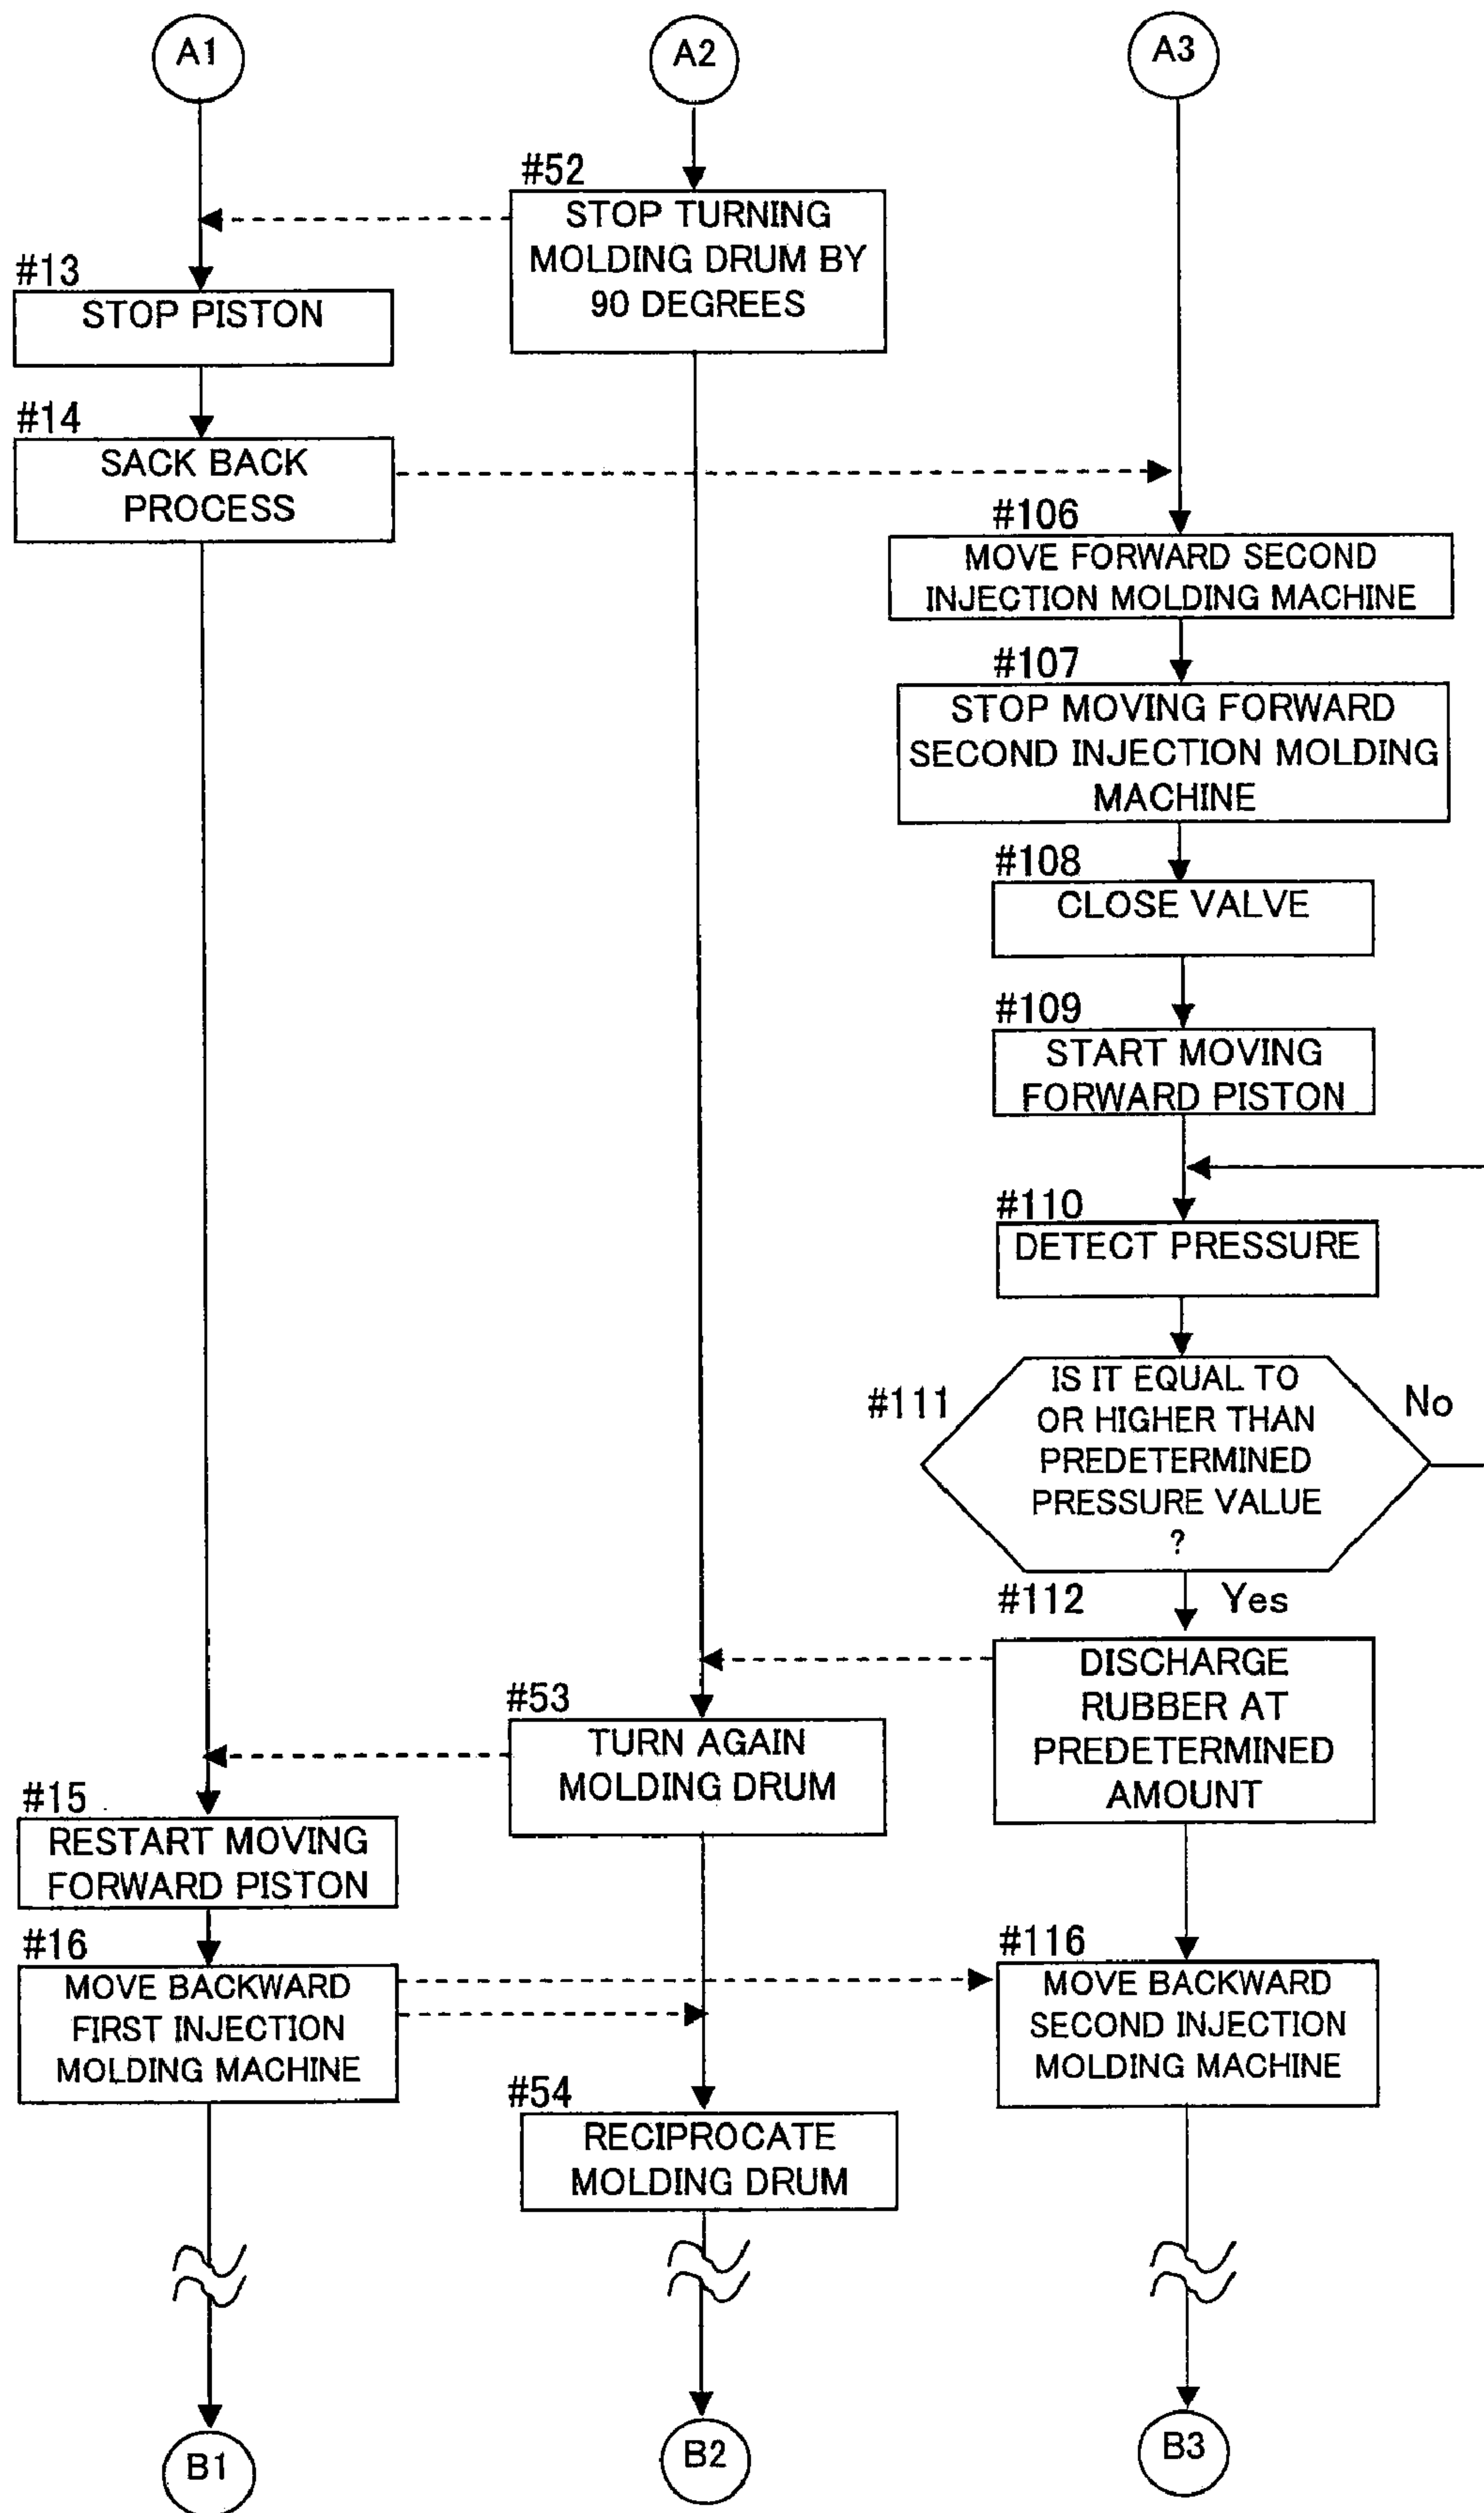 A1
A2
A3
#52
STOP TURNING
MOLDING DRUM BY
90 DEGREES
#13
STOP PISTON
#14
SACK BACK
PROCESS
#106
MOVE FORWARD SECOND
INJECTION MOLDING MACHINE
#107
STOP MOVING FORWARD
SECOND INJECTION MOLDING
MACHINE
#108
CLOSE VALVE
#109
START MOVING
FORWARD PISTON
#110
DETECT PRESSURE
#111
IS IT EQUAL TO
OR HIGHER THAN
PREDETERMINED
PRESSURE VALUE
?
No
Yes
#112
DISCHARGE
RUBBER AT
PREDETERMINED
AMOUNT
#53
TURN AGAIN
MOLDING DRUM
#15
RESTART MOVING
FORWARD PISTON
#16
MOVE BACKWARD
FIRST INJECTION
MOLDING MACHINE
#116
MOVE BACKWARD
SECOND INJECTION
MOLDING MACHINE
#54
RECIPROCATE
MOLDING DRUM
B1
B2
B3